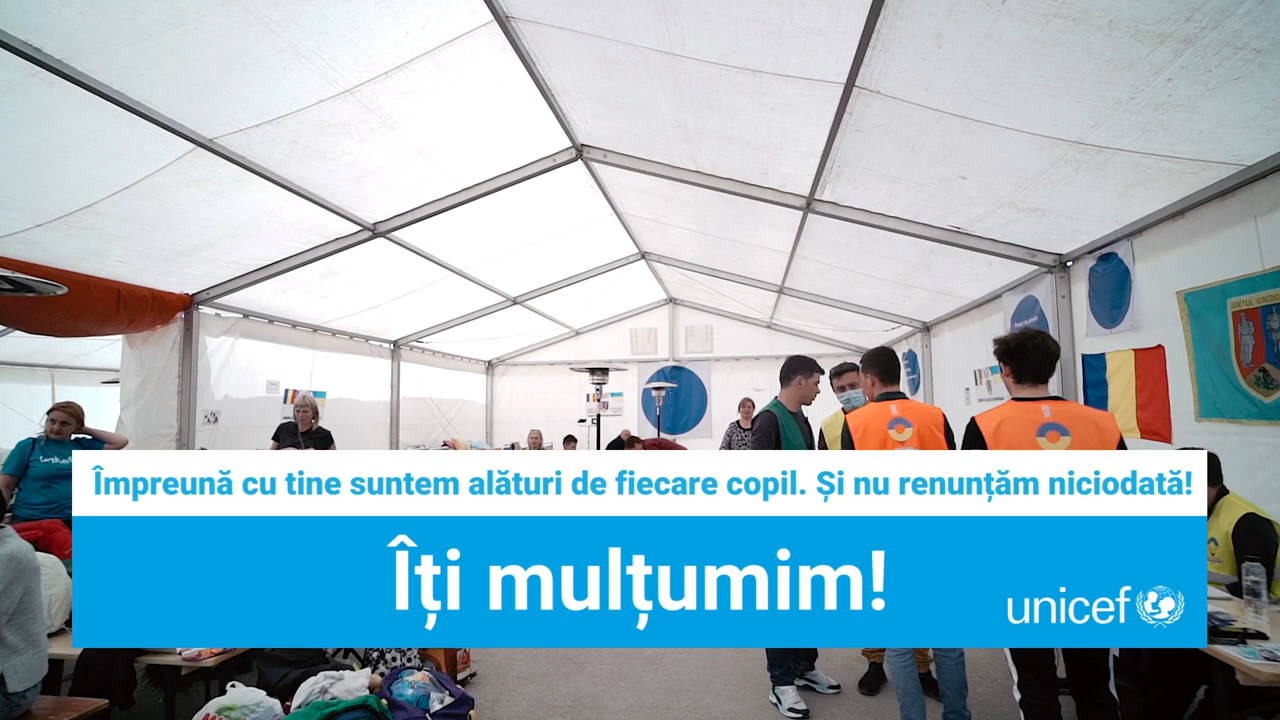 Împreună cu tine suntem alături de fiecare copil. Și nu renunțăm niciodată!
Îți mulțumim!
unicef